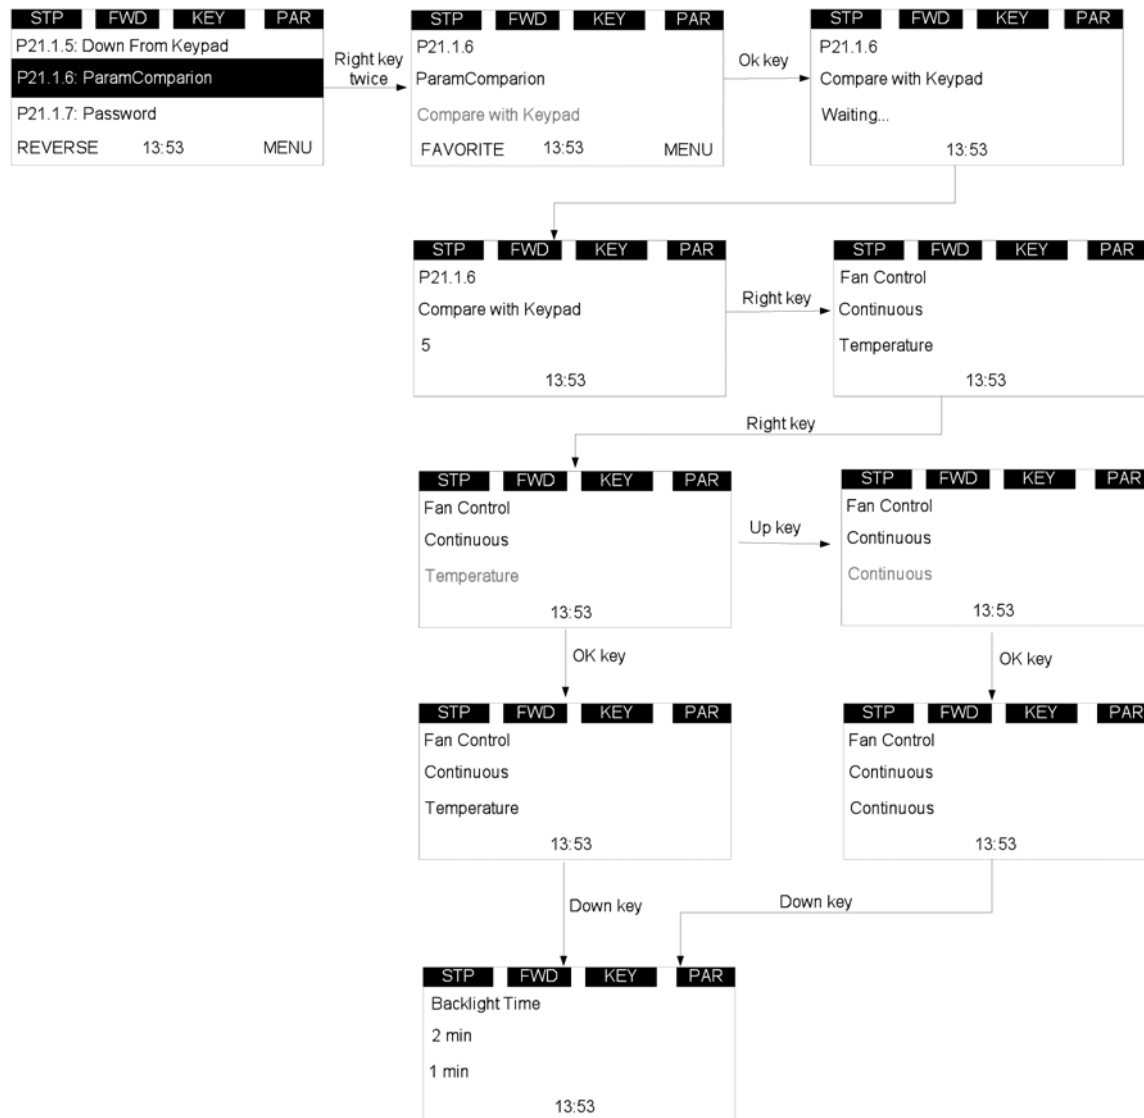 STP FWD KEY PAR
P21.1.5: Down From Keypad
P21.1.6: ParamComparion
P21.1.7: Password
REVERSE 13:53 MENU
Right key
twice
STP FWD KEY PAR
P21.1.6
ParamComparion
Compare with Keypad
FAVORITE 13:53 MENU
Ok key
STP FWD KEY PAR
P21.1.6
Compare with Keypad
Waiting...
13:53
STP FWD KEY PAR
P21.1.6
Compare with Keypad
5
13:53
Right key
STP FWD KEY PAR
Fan Control
Continuous
Temperature
13:53
Right key
STP FWD KEY PAR
Fan Control
Continuous
Temperature
13:53
Up key
STP FWD KEY PAR
Fan Control
Continuous
Continuous
13:53
OK key
OK key
STP FWD KEY PAR
Fan Control
Continuous
Temperature
13:53
STP FWD KEY PAR
Fan Control
Continuous
Continuous
13:53
Down key
Down key
STP FWD KEY PAR
Backlight Time
2 min
1 min
13:53